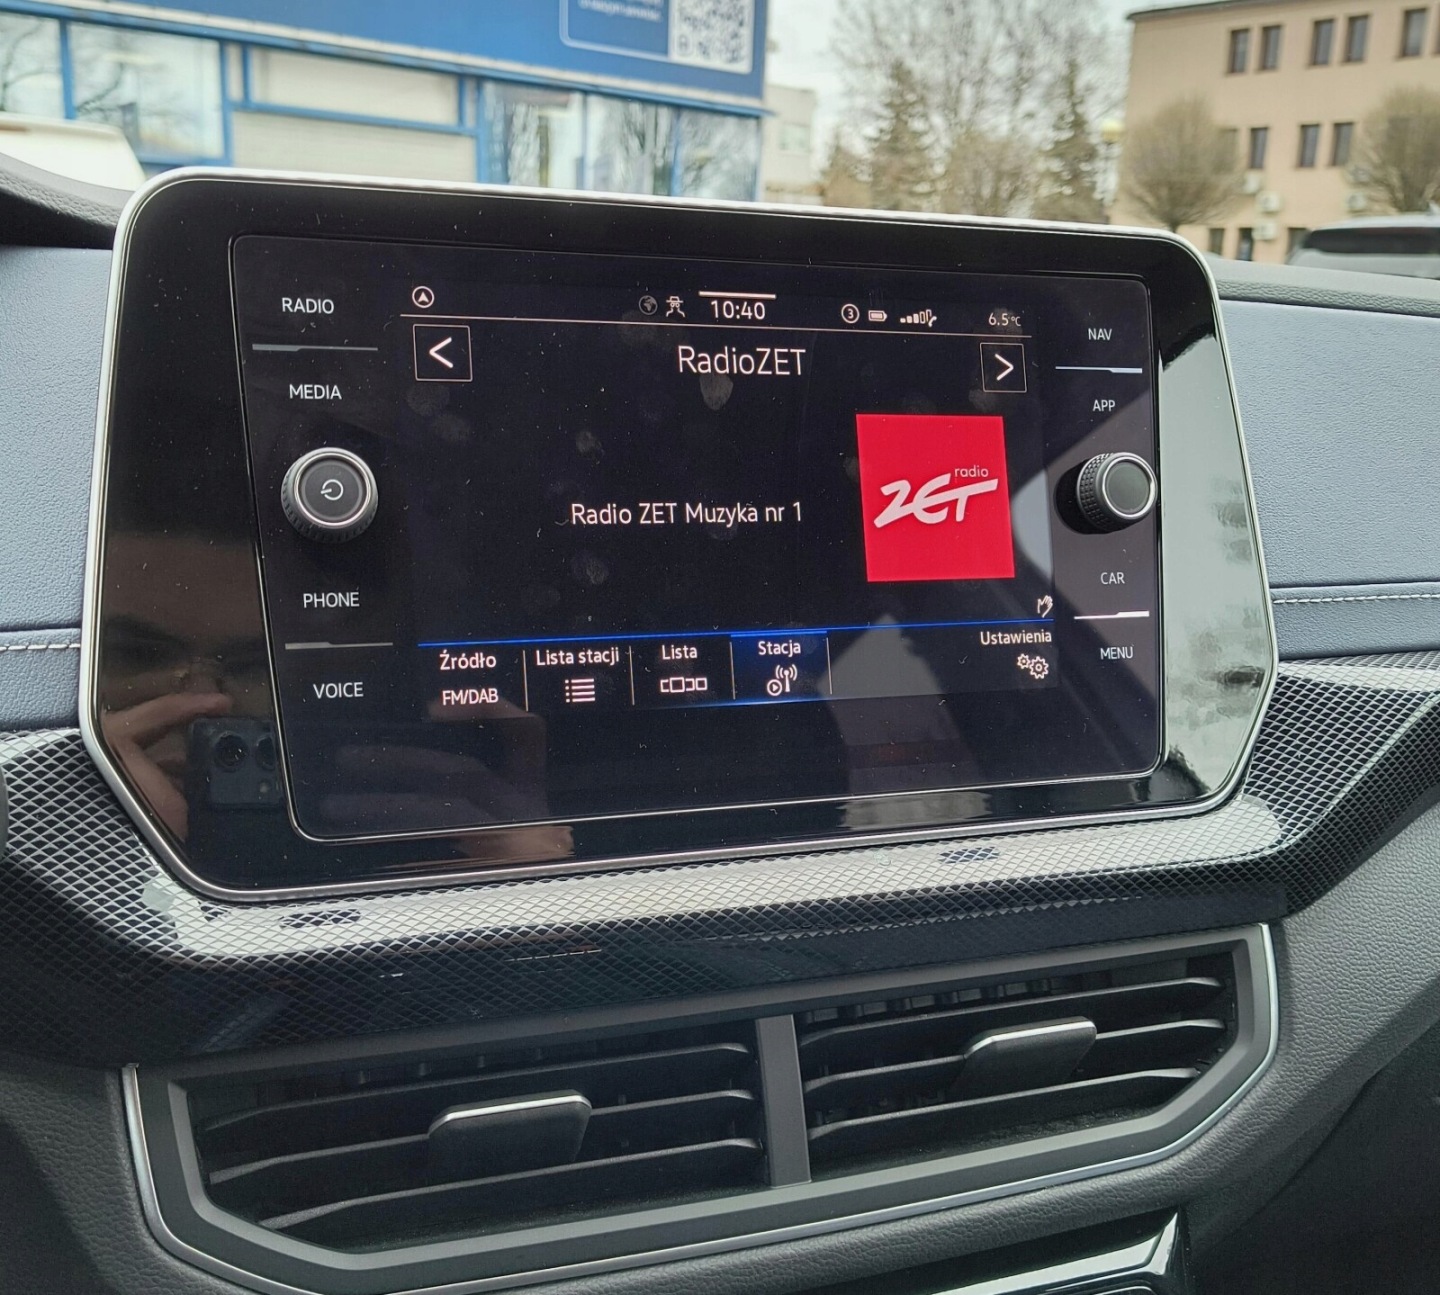 RADIO
MEDIA
PHONE
VOICE
10:40
3
6.5°C
<
RadioZET
>
Radio ZET Muzyka nr 1
radio
ZET
Źródło
FM/DAB
Lista stacji
Lista
Stacja
Ustawienia
NAV
APP
CAR
MENU